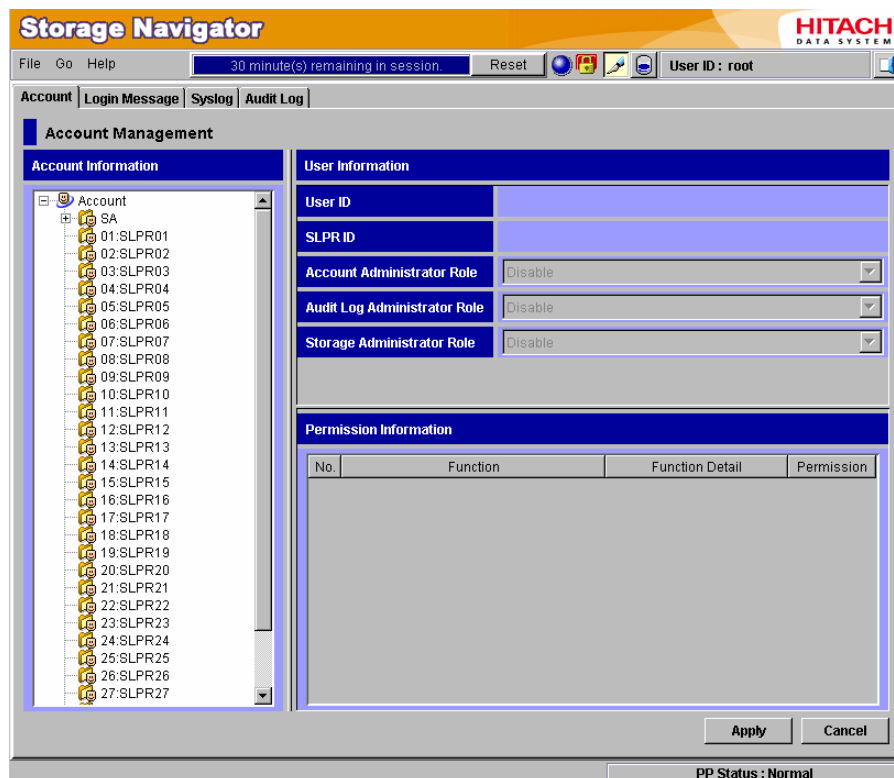 Storage Navigator
HITACH
DATA SYSTEM
File Go Help
30 minute(s) remaining in session.
Reset
User ID : root
Account
Login Message
Syslog
Audit Log
Account Management
Account Information
Account
SA
01:SLPR01
02:SLPR02
03:SLPR03
04:SLPR04
05:SLPR05
06:SLPR06
07:SLPR07
08:SLPR08
09:SLPR09
10:SLPR10
11:SLPR11
12:SLPR12
13:SLPR13
14:SLPR14
15:SLPR15
16:SLPR16
17:SLPR17
18:SLPR18
19:SLPR19
20:SLPR20
21:SLPR21
22:SLPR22
23:SLPR23
24:SLPR24
25:SLPR25
26:SLPR26
27:SLPR27
User Information
User ID
SLPR ID
Account Administrator Role
Disable
Audit Log Administrator Role
Disable
Storage Administrator Role
Disable
Permission Information
No.
Function
Function Detail
Permission
Apply
Cancel
PP Status : Normal